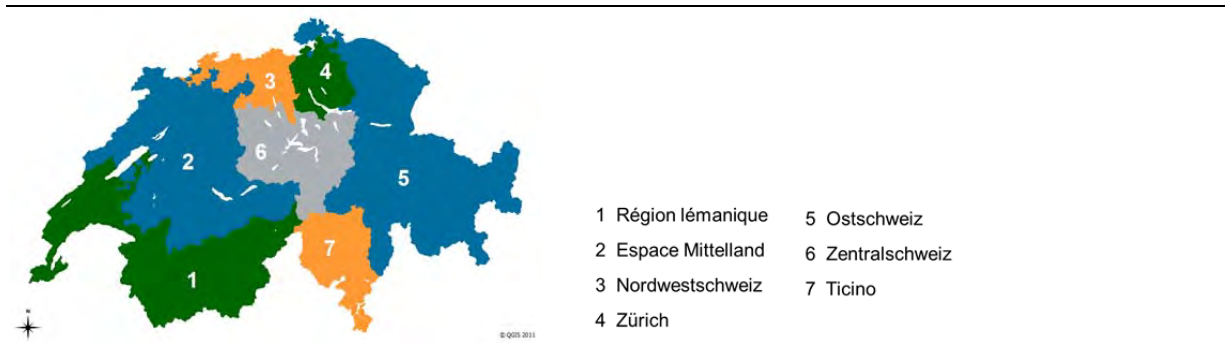 3
4
6
2
5
7
1
N
© QGIS 2011
1 Région lémanique
2 Espace Mittelland
3 Nordwestschweiz
4 Zürich
5 Ostschweiz
6 Zentralschweiz
7 Ticino